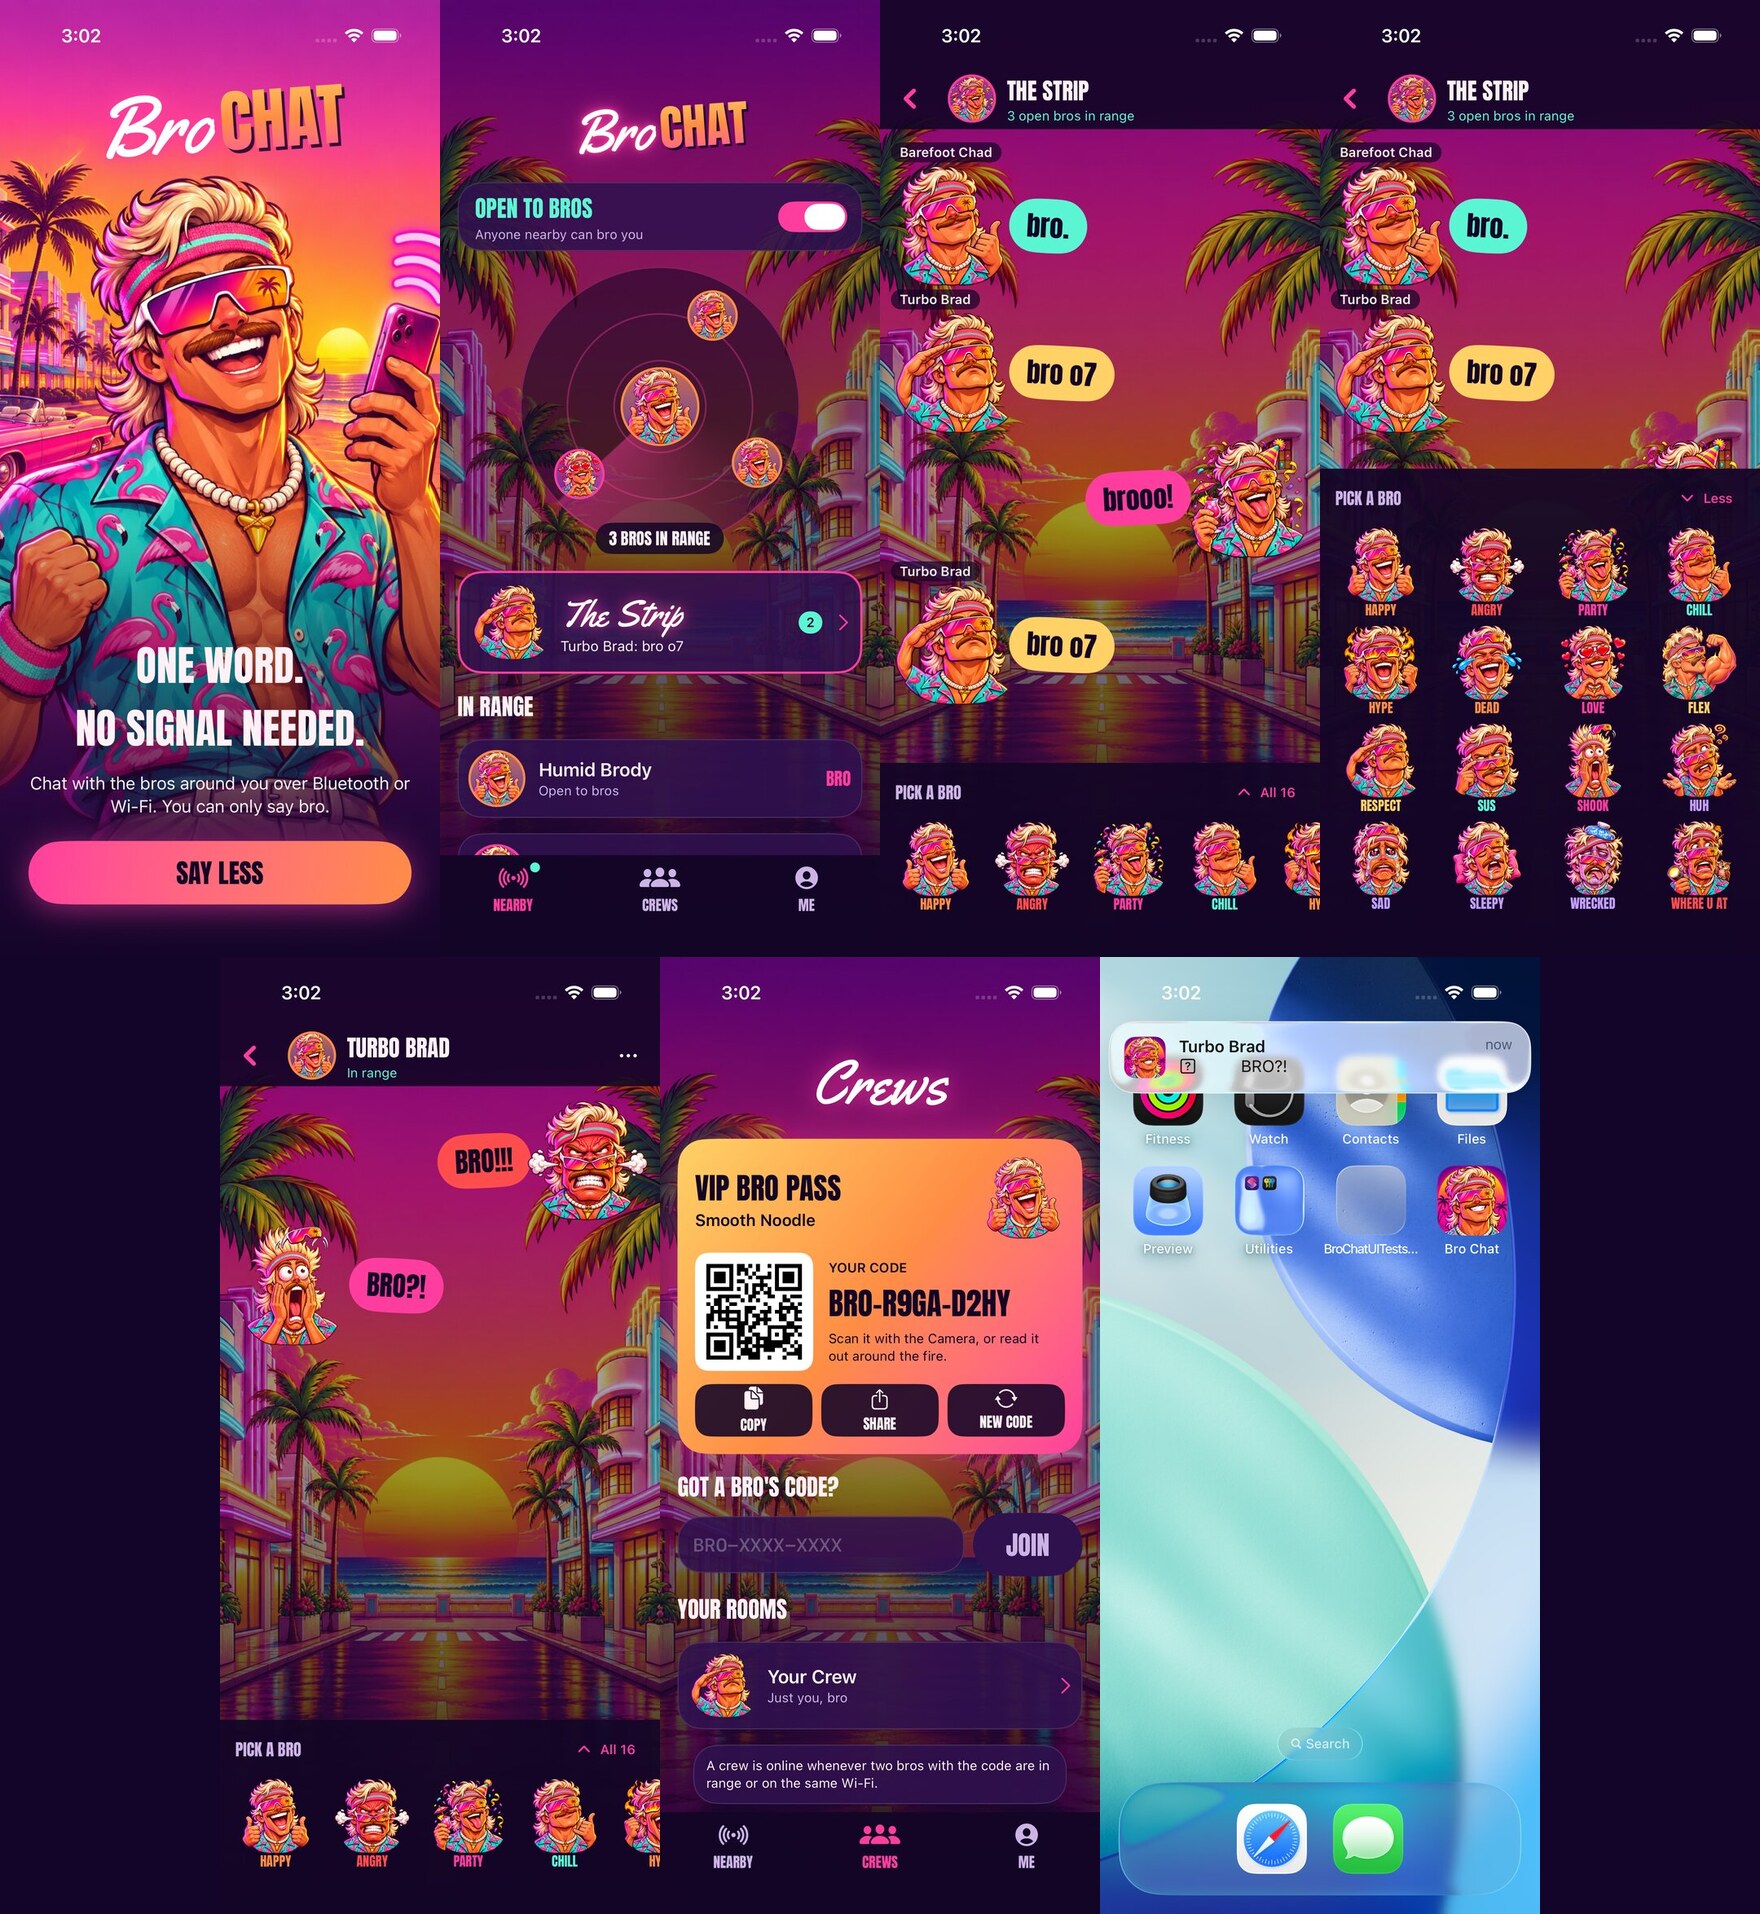 3:02
Bro CHAT
ONE WORD.
NO SIGNAL NEEDED.
Chat with the bros around you over Bluetooth or
Wi-Fi. You can only say bro.
SAY LESS
3:02
Bro CHAT
OPEN TO BROS
Anyone nearby can bro you
3 BROS IN RANGE
The Strip
Turbo Brad: bro o7
2
IN RANGE
Humid Brody
Open to bros
BRO
NEARBY
CREWS
ME
3:02
THE STRIP
3 open bros in range
Barefoot Chad
bro.
Turbo Brad
bro o7
brooo!
Turbo Brad
bro o7
PICK A BRO
All 16
HAPPY
ANGRY
PARTY
CHILL
HY
3:02
THE STRIP
3 open bros in range
Barefoot Chad
bro.
Turbo Brad
bro o7
PICK A BRO
Less
HAPPY
ANGRY
PARTY
CHILL
HYPE
DEAD
LOVE
FLEX
RESPECT
SUS
SHOOK
HUH
SAD
SLEEPY
WRECKED
WHERE U AT
3:02
TURBO BRAD
In range
BRO!!!
BRO?!
PICK A BRO
All 16
HAPPY
ANGRY
PARTY
CHILL
HY
3:02
Crews
VIP BRO PASS
Smooth Noodle
YOUR CODE
BRO-R9GA-D2HY
Scan it with the Camera, or read it
out around the fire.
COPY
SHARE
NEW CODE
GOT A BRO'S CODE?
BRO-XXXX-XXXX
JOIN
YOUR ROOMS
Your Crew
Just you, bro
A crew is online whenever two bros with the code are in
range or on the same Wi-Fi.
NEARBY
CREWS
ME
3:02
Turbo Brad
now
? BRO?!
Fitness
Watch
Contacts
Files
Preview
Utilities
BroChatUITests...
Bro Chat
Search